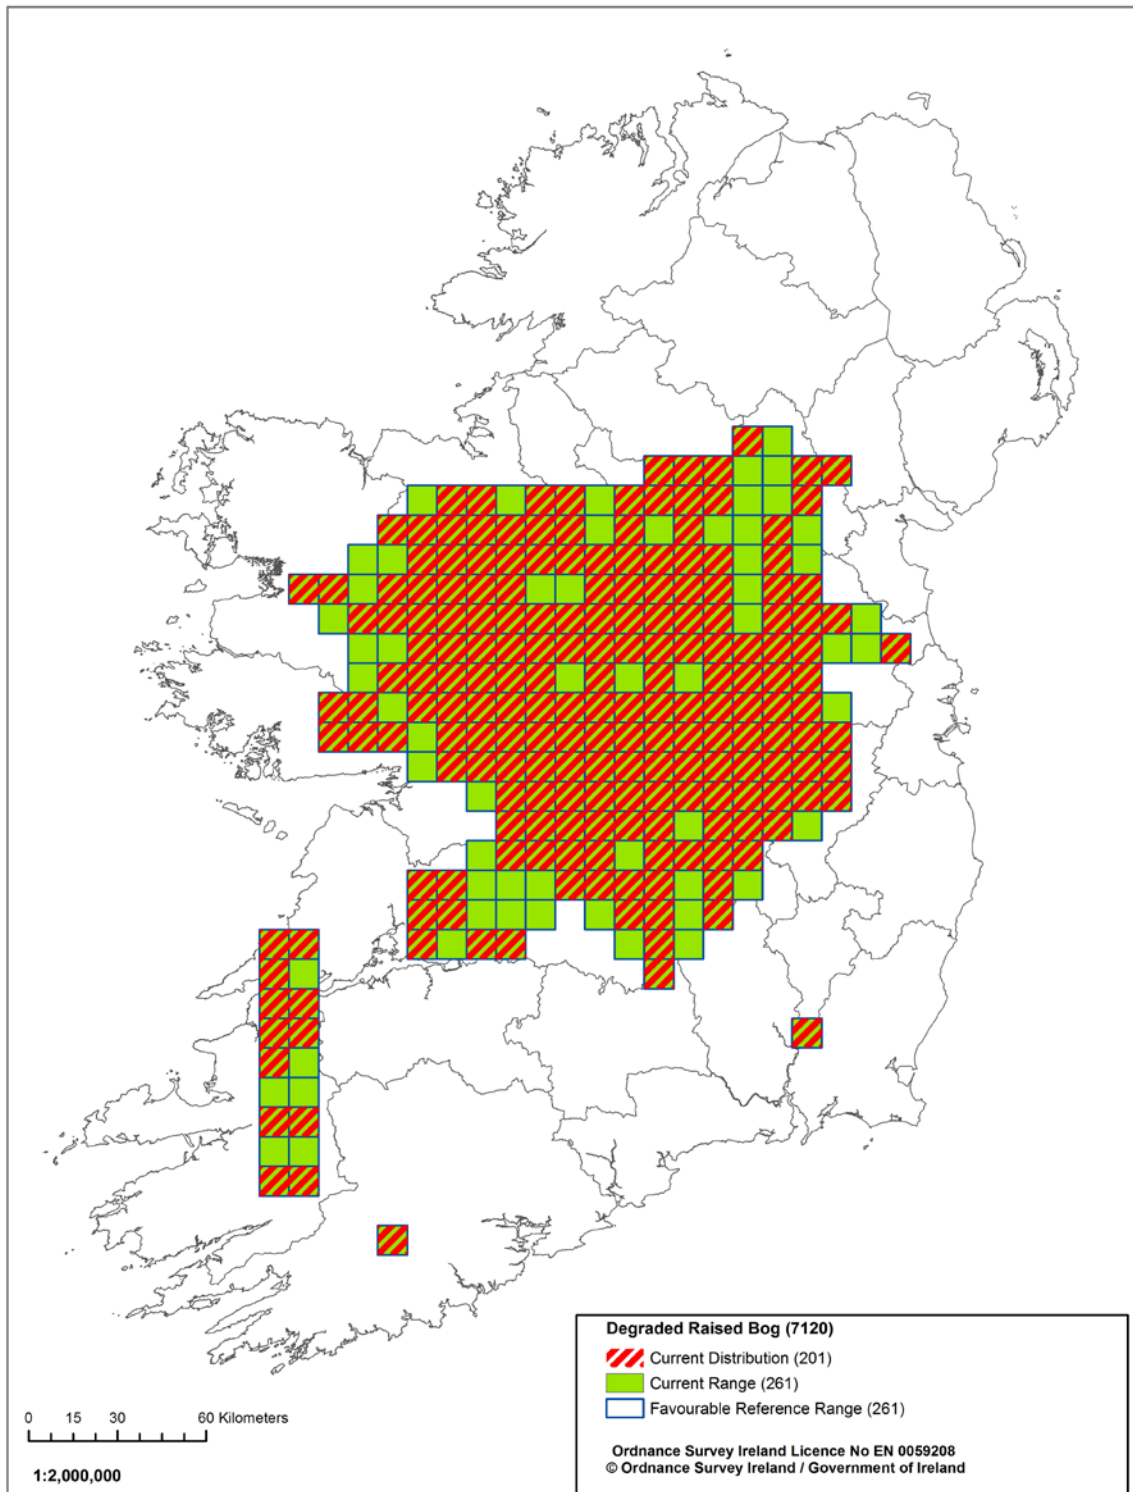 0 15 30 60 Kilometers
1:2,000,000
Degraded Raised Bog (7120)
Current Distribution (201)
Current Range (261)
Favourable Reference Range (261)
Ordnance Survey Ireland Licence No EN 0059208
© Ordnance Survey Ireland / Government of Ireland